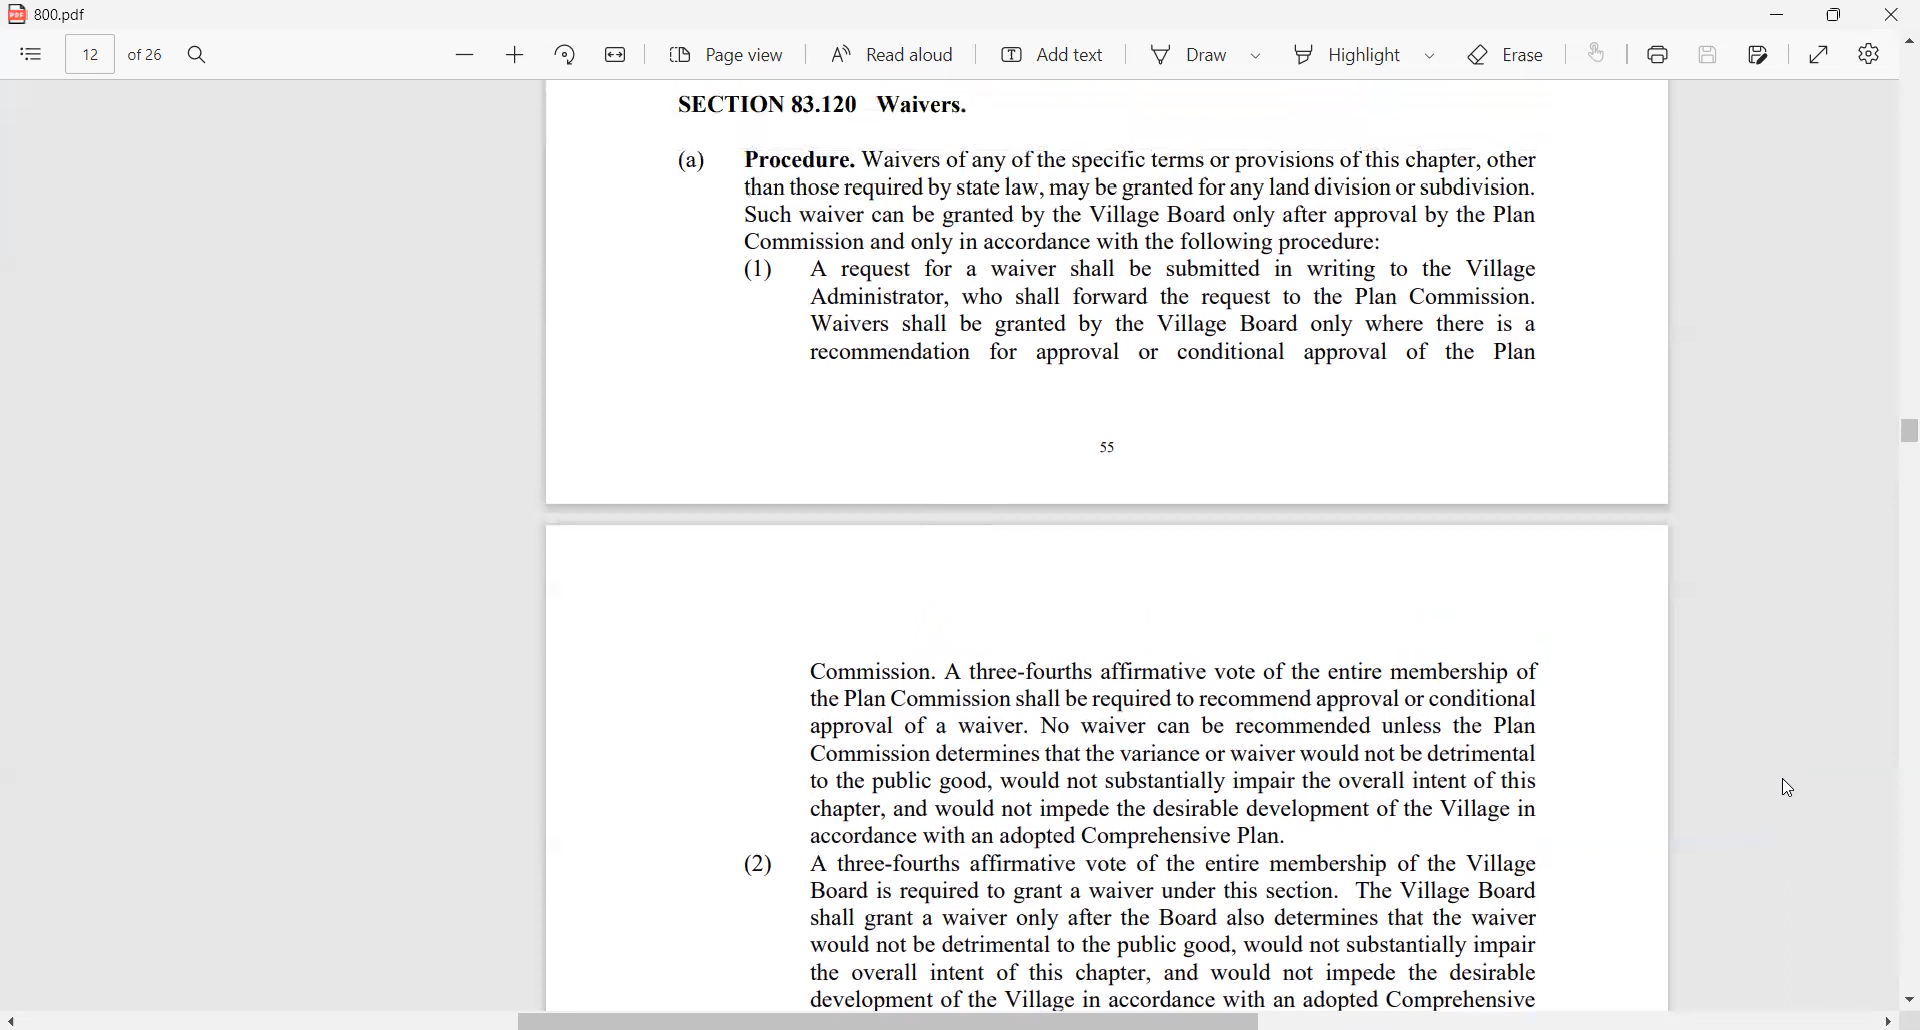 800.pdf
12 of 26 Page view Read aloud Add text Draw Highlight Erase
SECTION 83.120 Waivers.
(a) Procedure. Waivers of any of the specific terms or provisions of this chapter, other
than those required by state law, may be granted for any land division or subdivision.
Such waiver can be granted by the Village Board only after approval by the Plan
Commission and only in accordance with the following procedure:
(1) A request for a waiver shall be submitted in writing to the Village
Administrator, who shall forward the request to the Plan Commission.
Waivers shall be granted by the Village Board only where there is a
recommendation for approval or conditional approval of the Plan
55
Commission. A three-fourths affirmative vote of the entire membership of
the Plan Commission shall be required to recommend approval or conditional
approval of a waiver. No waiver can be recommended unless the Plan
Commission determines that the variance or waiver would not be detrimental
to the public good, would not substantially impair the overall intent of this
chapter, and would not impede the desirable development of the Village in
accordance with an adopted Comprehensive Plan.
(2) A three-fourths affirmative vote of the entire membership of the Village
Board is required to grant a waiver under this section. The Village Board
shall grant a waiver only after the Board also determines that the waiver
would not be detrimental to the public good, would not substantially impair
the overall intent of this chapter, and would not impede the desirable
development of the Village in accordance with an adopted Comprehensive